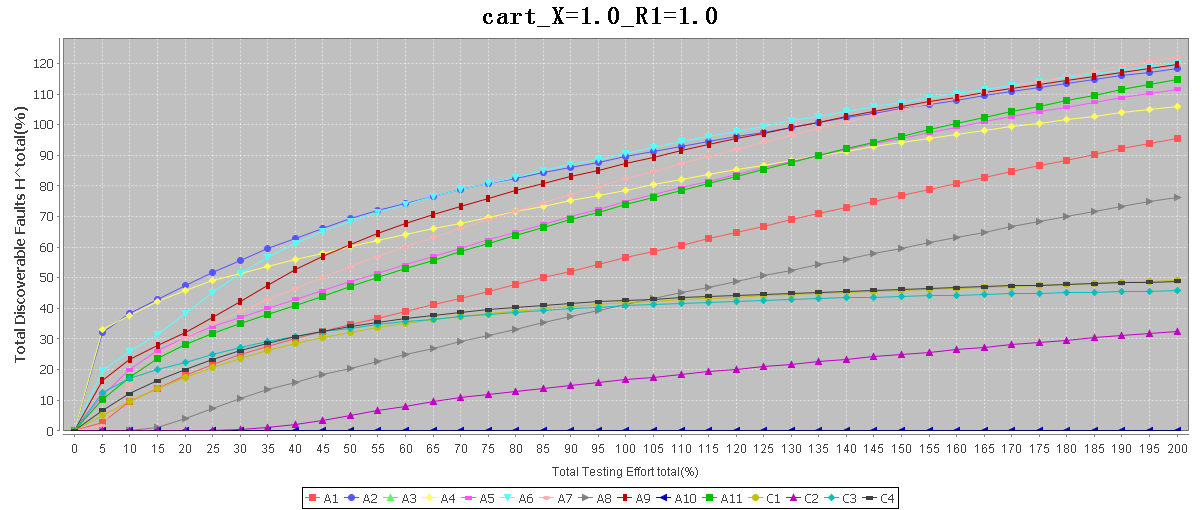 cart_X=1.0_R1=1.0
Total Discoverable Faults H^total(%)
120
110
100
90
80
70
60
50
40
30
20
10
0
0 5 10 15 20 25 30 35 40 45 50 55 60 65 70 75 80 85 90 95 100 105 110 115 120 125 130 135 140 145 150 155 160 165 170 175 180 185 190 195 200
Total Testing Effort total(%)
A1 A2 A3 A4 A5 A6 A7 A8 A9 A10 A11 C1 C2 C3 C4